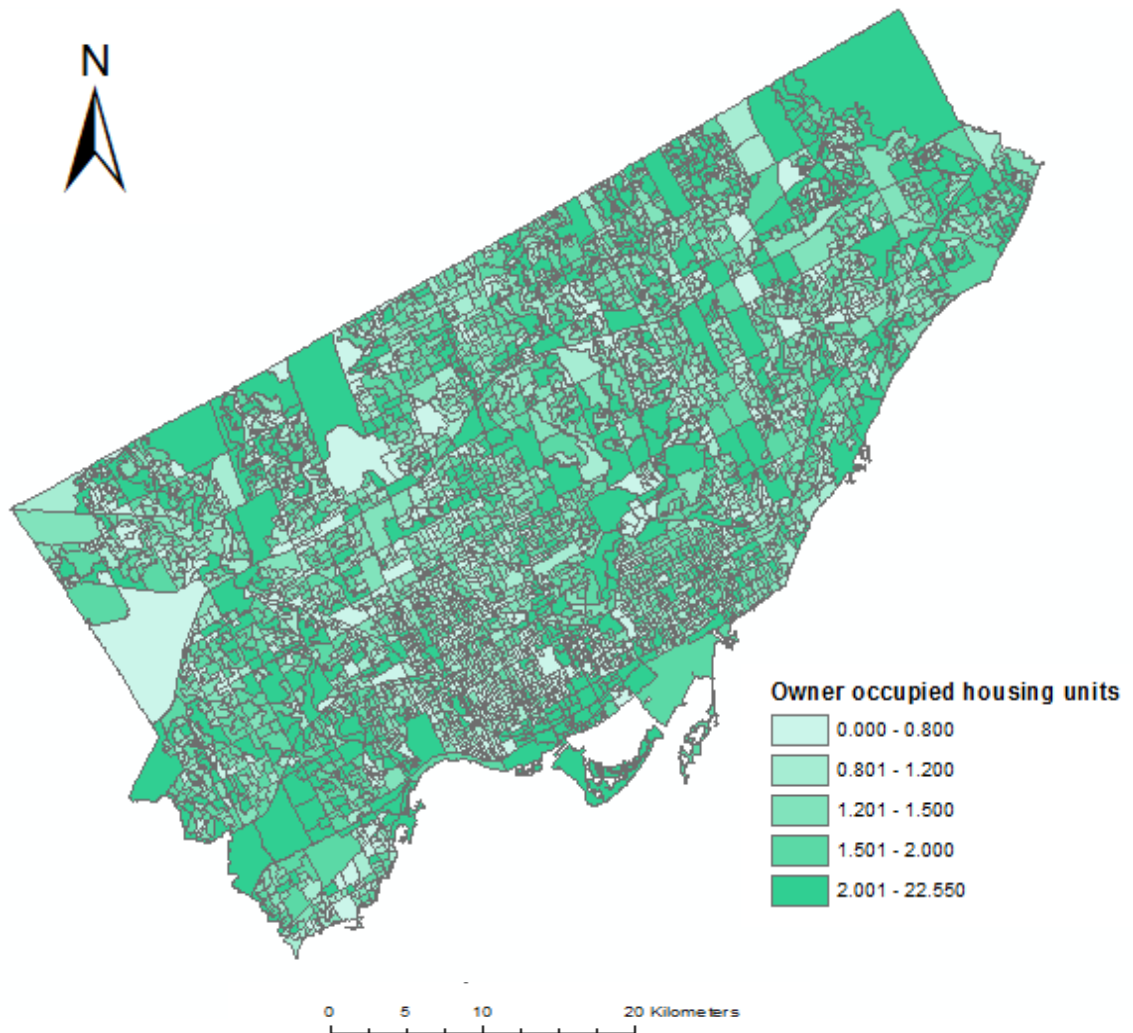 N
Owner occupied housing units
0.000 - 0.800
0.801 - 1.200
1.201 - 1.500
1.501 - 2.000
2.001 - 22.550
0 5 10 20 Kilometers